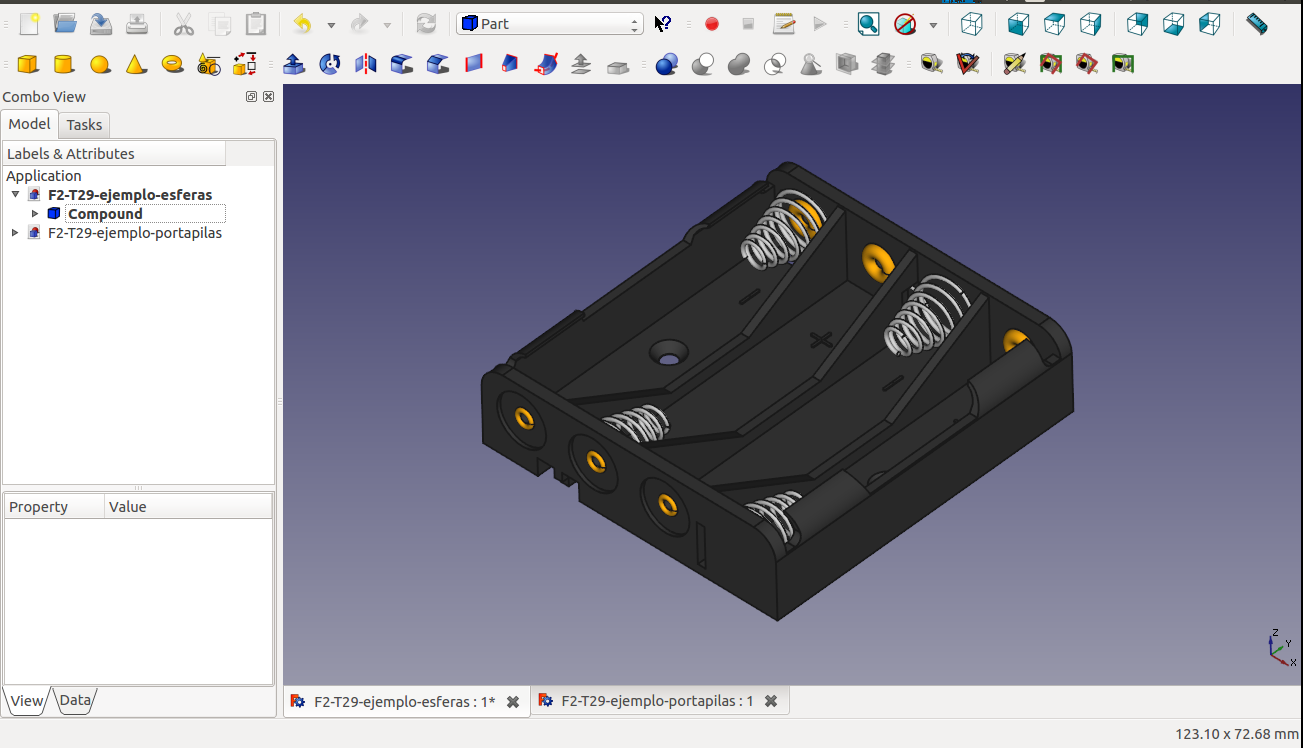 Part
Combo View
Model Tasks
Labels & Attributes
Application
F2-T29-ejemplo-esferas
Compound
F2-T29-ejemplo-portapilas
Property Value
View Data
F2-T29-ejemplo-esferas : 1*
F2-T29-ejemplo-portapilas : 1
Z
Y
X
123.10 x 72.68 mm